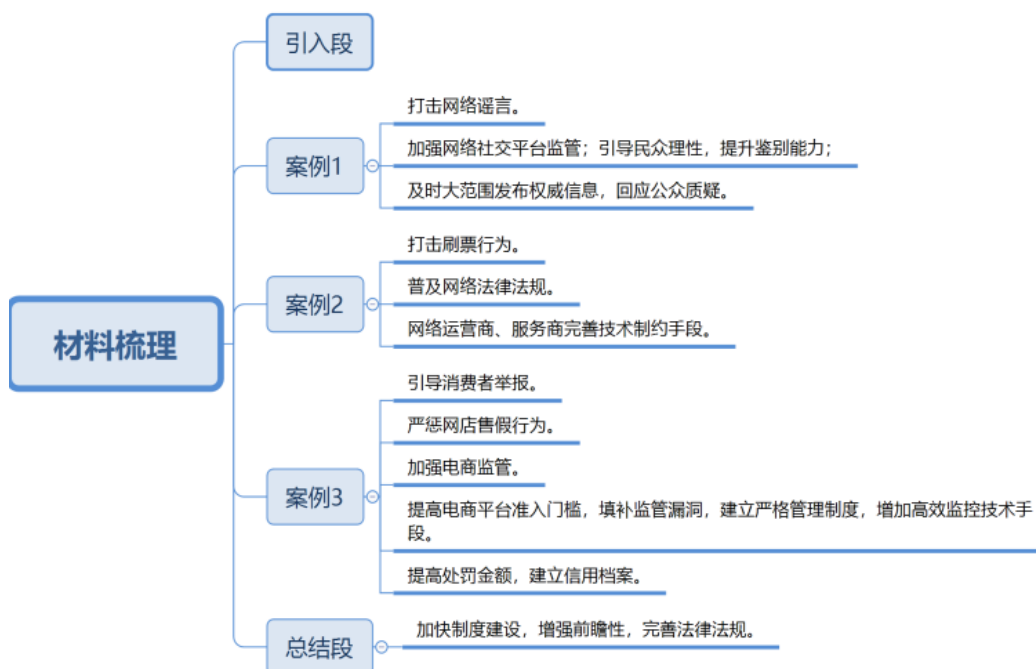 材料梳理
引入段
案例1
打击网络谣言。
加强网络社交平台监管；引导民众理性，提升鉴别能力；
及时大范围发布权威信息，回应公众质疑。
案例2
打击刷票行为。
普及网络法律法规。
网络运营商、服务商完善技术制约手段。
案例3
引导消费者举报。
严惩网店售假行为。
加强电商监管。
提高电商平台准入门槛，填补监管漏洞，建立严格管理制度，增加高效监控技术手
段。
提高处罚金额，建立信用档案。
总结段
加快制度建设，增强前瞻性，完善法律法规。